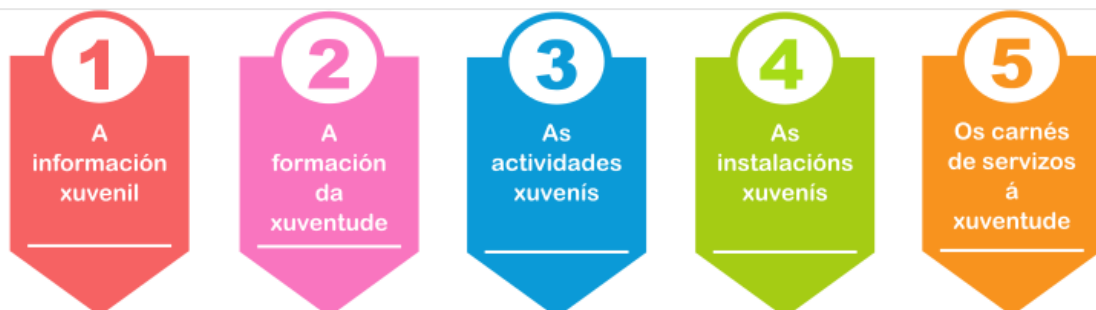 1
A
información
xuvenil
2
A
formación
da
xuventude
3
As
actividades
xuvenís
4
As
instalacións
xuvenís
5
Os carnés
de servizos
á
xuventude